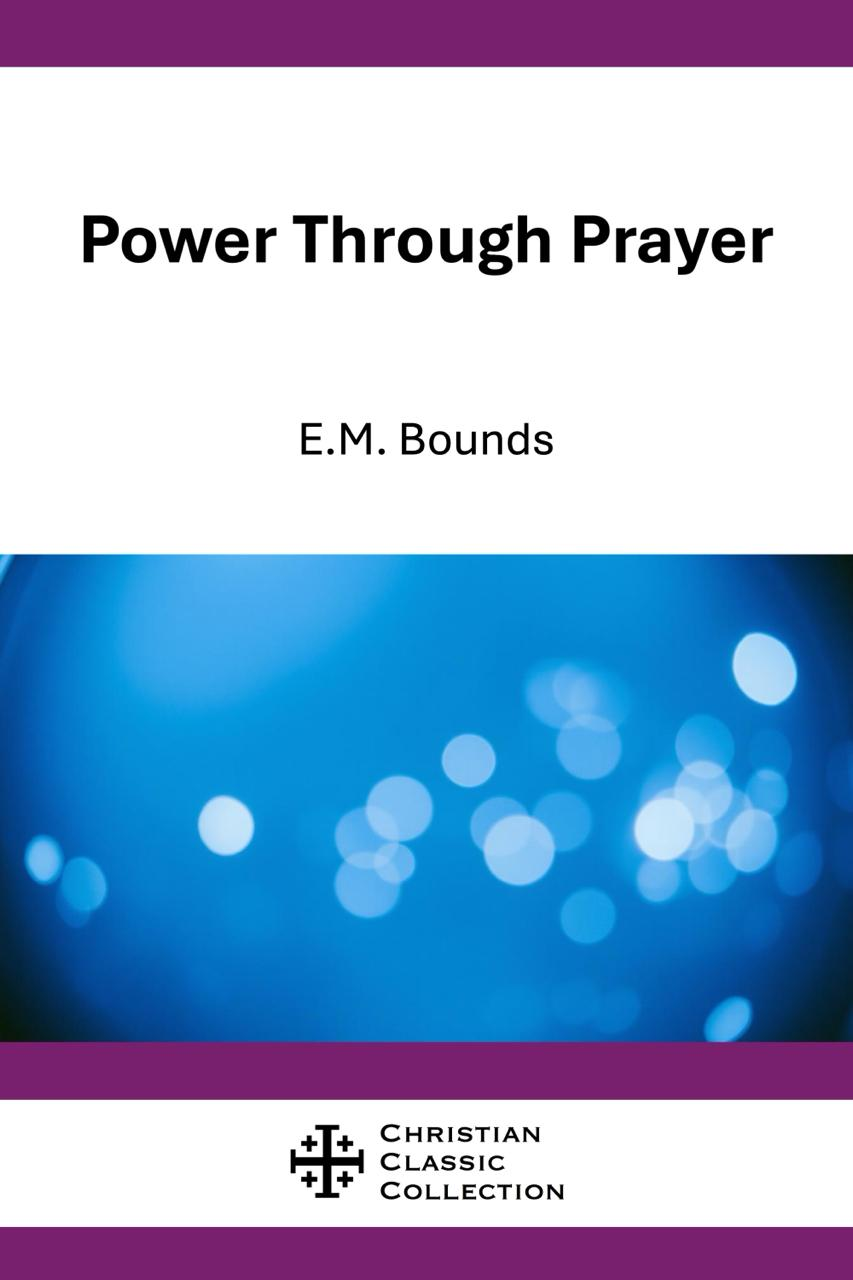 Power Through Prayer
E.M. Bounds
Christian
Classic
Collection